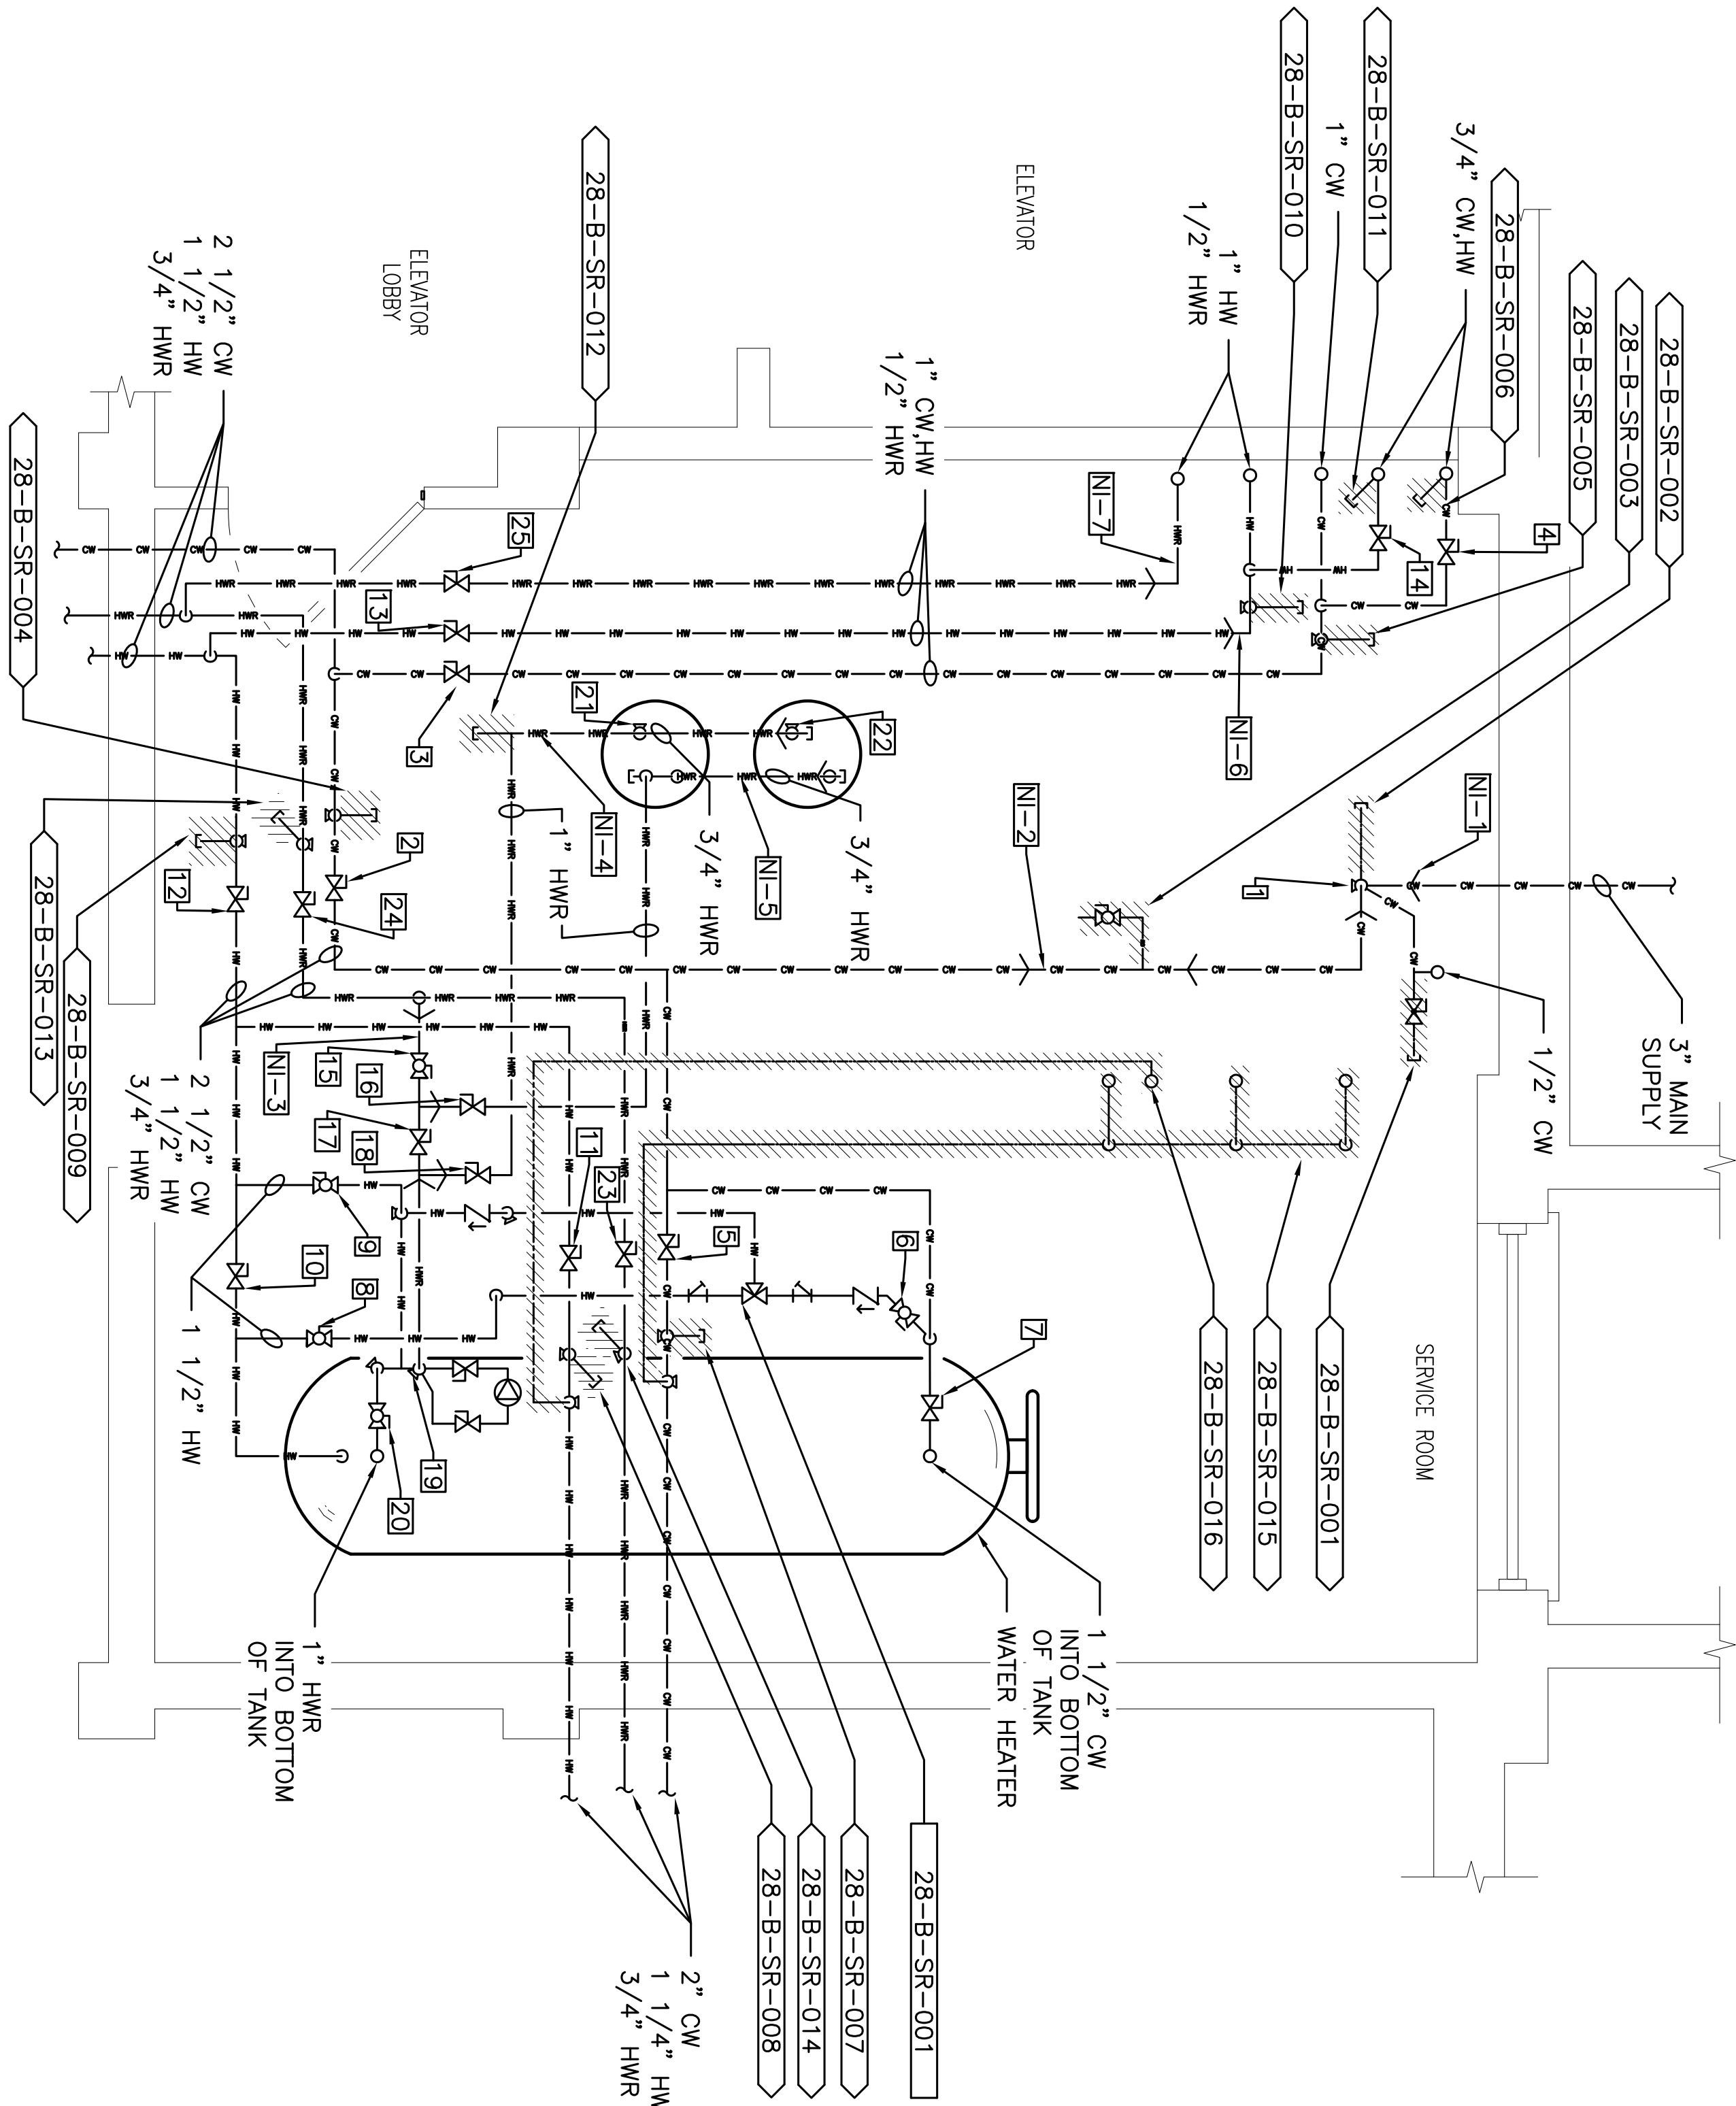 3" MAIN
SUPPLY
28-B-SR-002
28-B-SR-003
28-B-SR-005
28-B-SR-006
3/4" CW,HW
28-B-SR-011
1" CW
28-B-SR-010
1" HW
1/2" HWR
4
14
NI-1
1
1/2" CW
SERVICE ROOM
28-B-SR-001
28-B-SR-015
28-B-SR-016
NI-6
NI-7
1 1/2" CW
INTO BOTTOM
OF TANK
WATER HEATER
7
NI-2
ELEVATOR
1" CW,HW
1/2" HWR
28-B-SR-001
6
22
3/4" HWR
28-B-SR-007
28-B-SR-014
28-B-SR-008
NI-5
5
3/4" HWR
2" CW
1 1/4" HW
3/4" HWR
28-B-SR-012
NI-4
23
21
11
1" HWR
25
19
3
20
ELEVATOR
LOBBY
24
13
16
18
9
8
2
15
17
10
1" HWR
INTO BOTTOM
OF TANK
NI-3
2 1/2" CW
1 1/2" HW
3/4" HWR
2 1/2" CW
1 1/2" HW
3/4" HWR
1 1/2" HW
12
28-B-SR-009
28-B-SR-013
28-B-SR-004
CW
HW
HWR